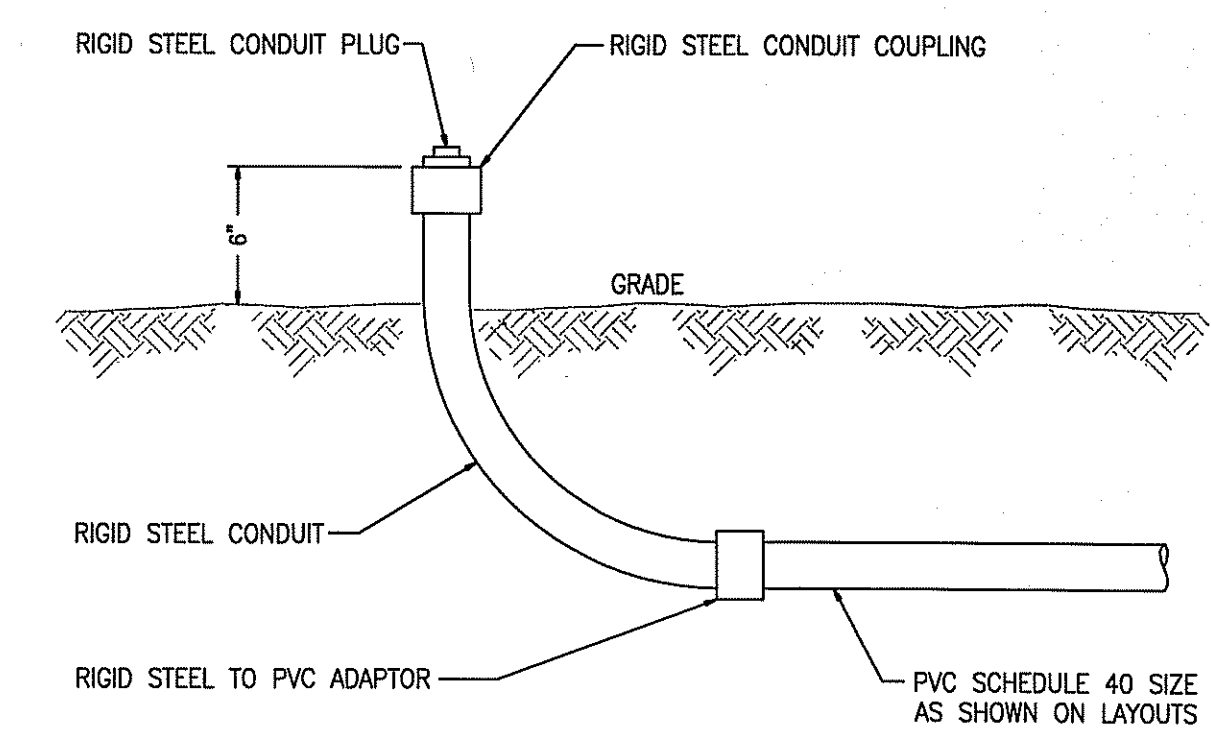 RIGID STEEL CONDUIT PLUG
RIGID STEEL CONDUIT COUPLING
6"
GRADE
RIGID STEEL CONDUIT
RIGID STEEL TO PVC ADAPTOR
PVC SCHEDULE 40 SIZE
AS SHOWN ON LAYOUTS